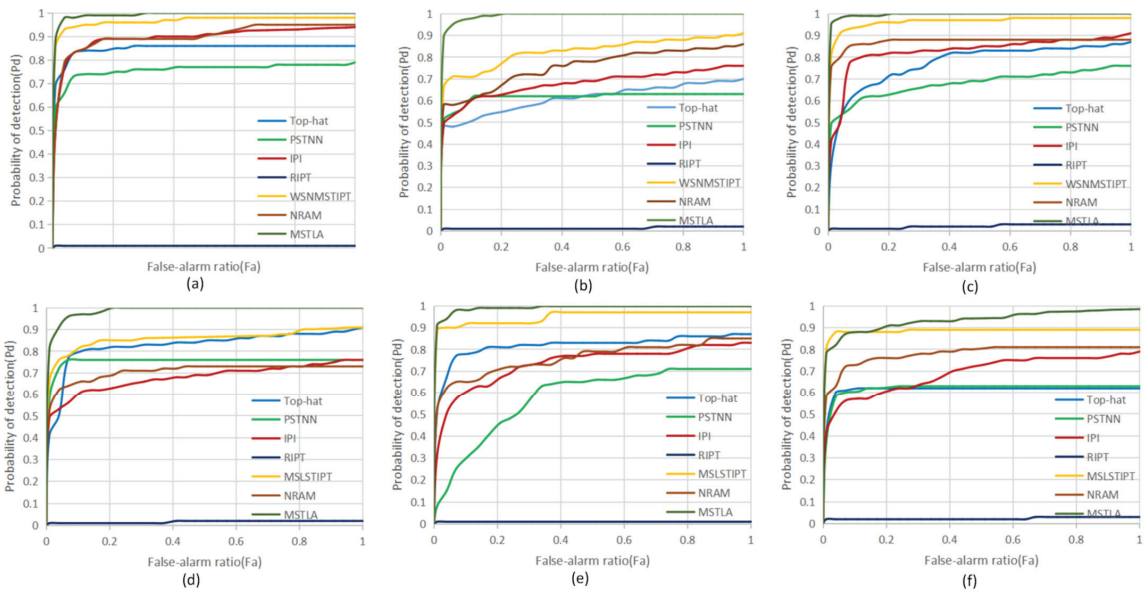 1
0.9
0.8
0.7
0.6
0.5
0.4
0.3
0.2
0.1
0
Probability of detection(Pd)
Top-hat
PSTNN
IPI
RIPT
WSNMSTIPT
NRAM
MSTLA
False-alarm ratio(Fa)
(a)
1
0.9
0.8
0.7
0.6
0.5
0.4
0.3
0.2
0.1
0
Probability of detection(Pd)
Top-hat
PSTNN
IPI
RIPT
WSNMSTIPT
NRAM
MSTLA
0 0.2 0.4 0.6 0.8 1
False-alarm ratio(Fa)
(b)
1
0.9
0.8
0.7
0.6
0.5
0.4
0.3
0.2
0.1
0
Probability of detection(Pd)
Top-hat
PSTNN
IPI
RIPT
WSNMSTIPT
NRAM
MSTLA
0 0.2 0.4 0.6 0.8 1
False-alarm ratio(Fa)
(c)
1
0.9
0.8
0.7
0.6
0.5
0.4
0.3
0.2
0.1
0
Probability of detection(Pd)
Top-hat
PSTNN
IPI
RIPT
MSLSTIPT
NRAM
MSTLA
0 0.2 0.4 0.6 0.8 1
False-alarm ratio(Fa)
(d)
1
0.9
0.8
0.7
0.6
0.5
0.4
0.3
0.2
0.1
0
Probability of detection(Pd)
Top-hat
PSTNN
IPI
RIPT
MSLSTIPT
NRAM
MSTLA
0 0.2 0.4 0.6 0.8 1
False-alarm ratio(Fa)
(e)
1
0.9
0.8
0.7
0.6
0.5
0.4
0.3
0.2
0.1
0
Probability of detection(Pd)
Top-hat
PSTNN
IPI
RIPT
MSLSTIPT
NRAM
MSTLA
0 0.2 0.4 0.6 0.8 1
False-alarm ratio(Fa)
(f)